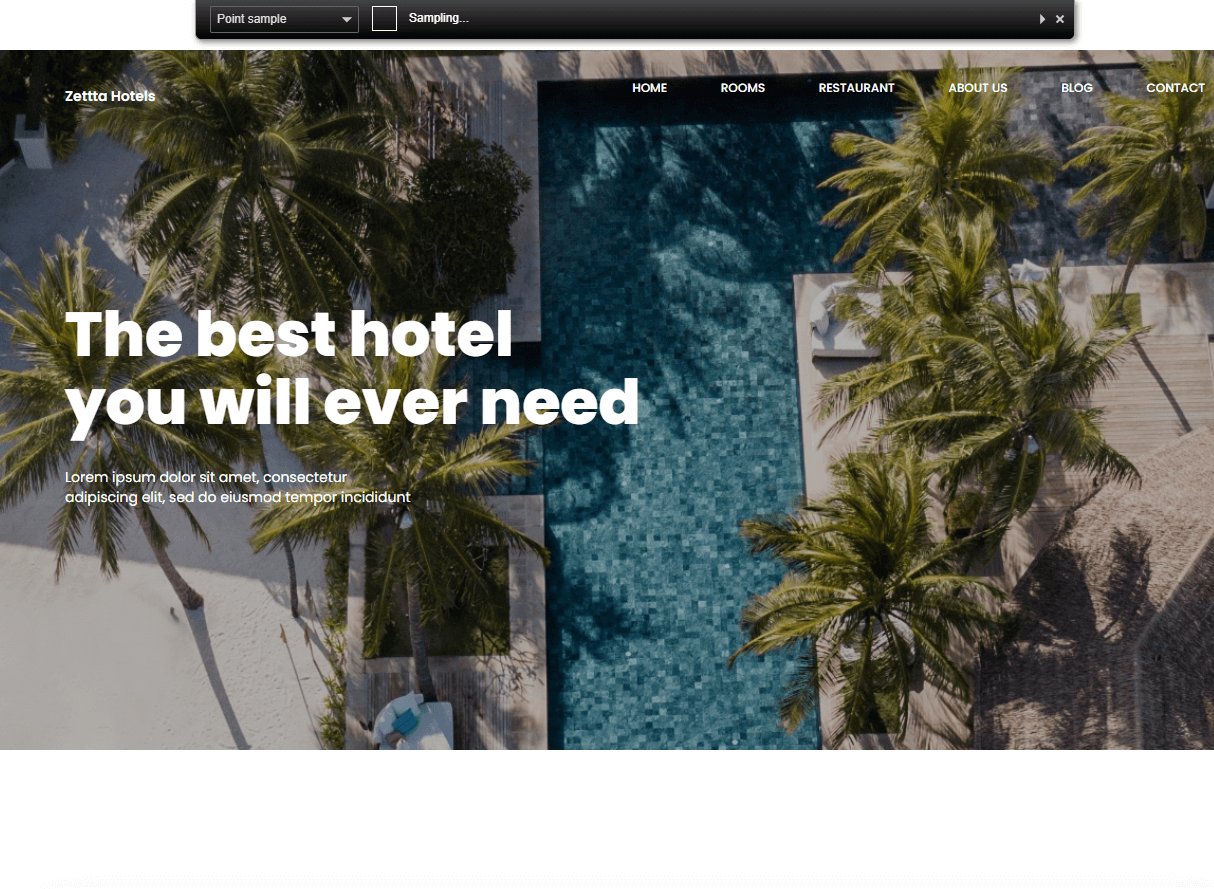 Point sample
Sampling...
Zettta Hotels
HOME ROOMS RESTAURANT ABOUT US BLOG CONTACT
The best hotel
you will ever need
Lorem ipsum dolor sit amet, consectetur
adipiscing elit, sed do eiusmod tempor incididunt